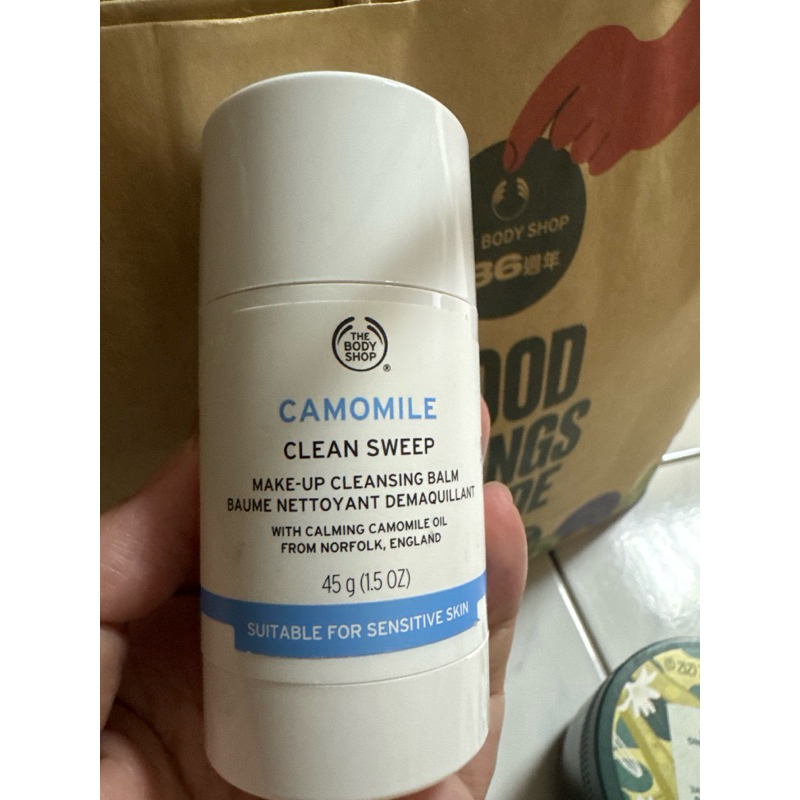 THE
BODY
SHOP
®
CAMOMILE
CLEAN SWEEP
MAKE-UP CLEANSING BALM
BAUME NETTOYANT DEMAQUILLANT
WITH CALMING CAMOMILE OIL
FROM NORFOLK, ENGLAND
45 g (1.5 OZ)
SUITABLE FOR SENSITIVE SKIN
BODY SHOP
36週年
OOD
NGS
DE